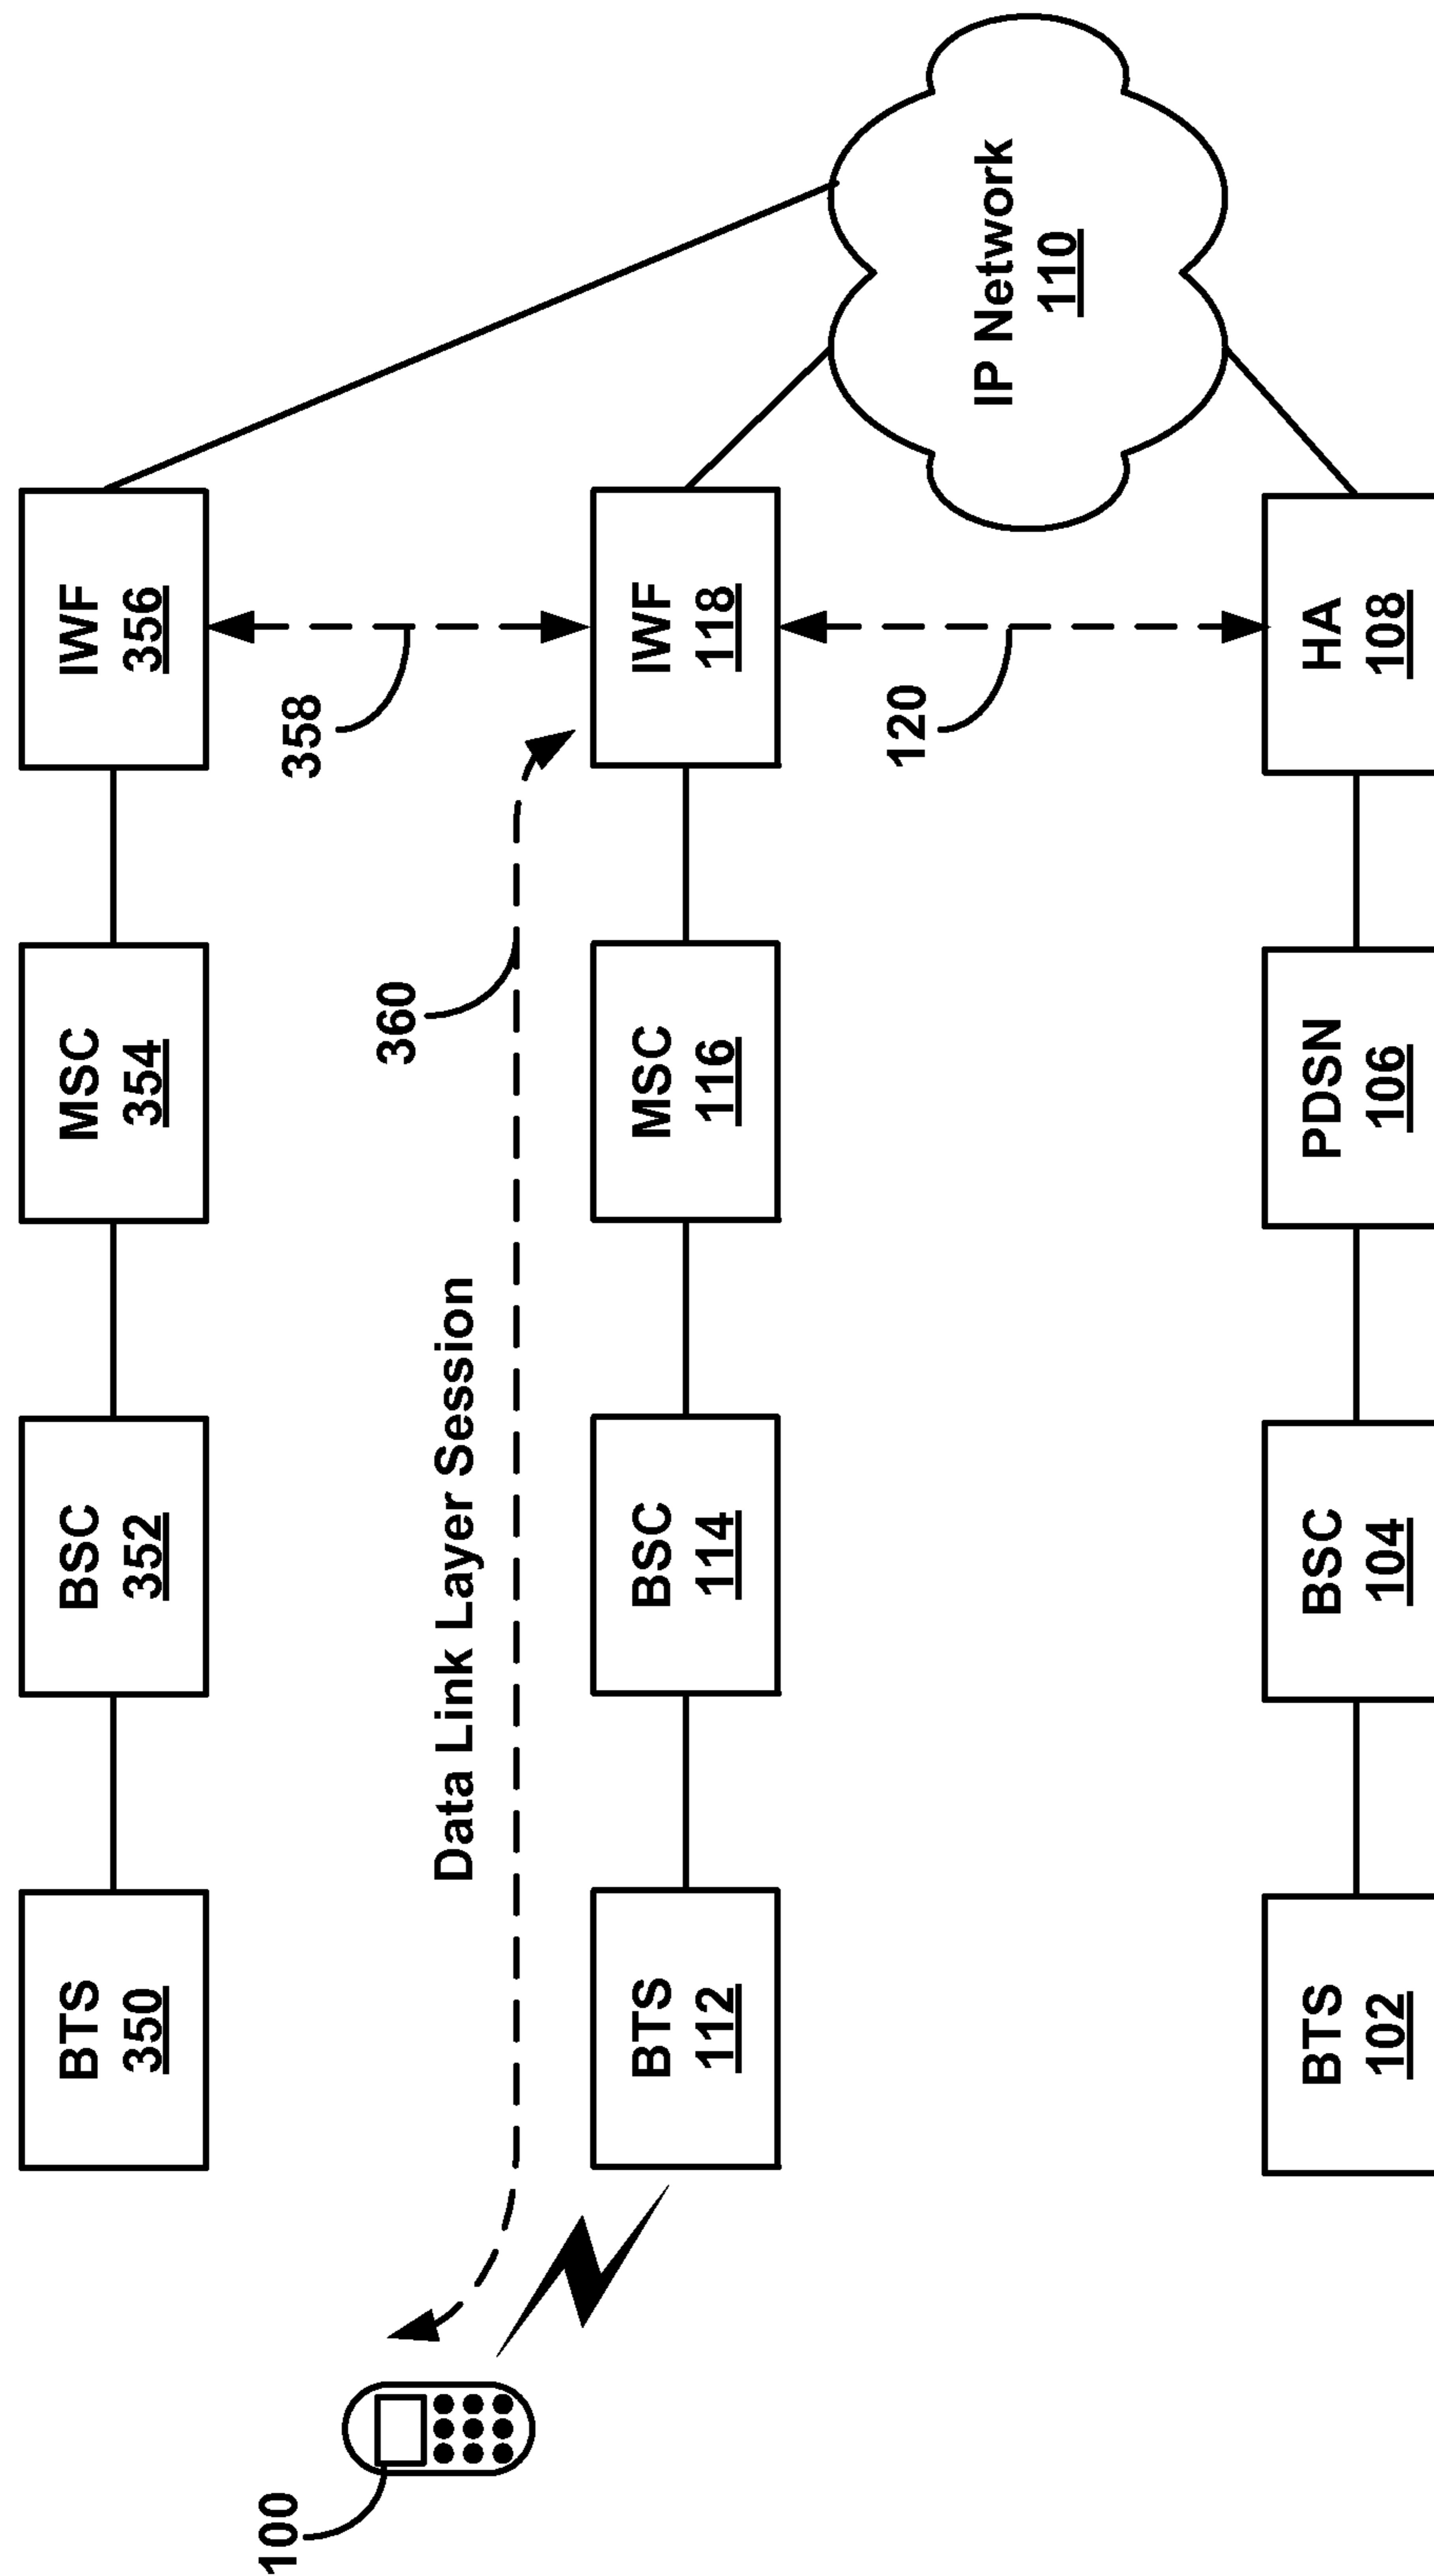 BTS
350
BSC
352
MSC
354
IWF
356
358
360
Data Link Layer Session
100
BTS
112
BSC
114
MSC
116
IWF
118
120
IP Network
110
BTS
102
BSC
104
PDSN
106
HA
108